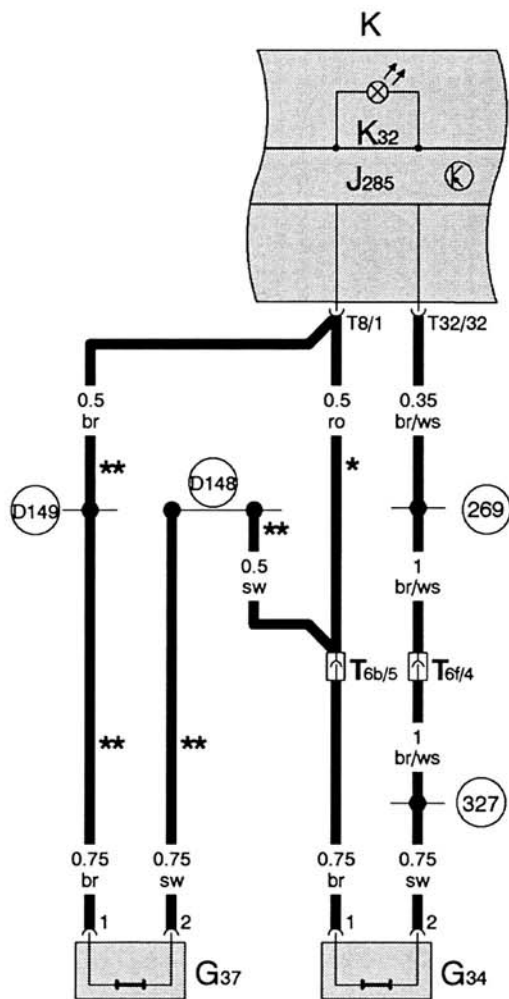 K
K32
J285
K
T8/1 T32/32
0.5 0.5 0.35
br ro br/ws
** *
D149 D148 269
**
0.5 1
sw br/ws
T6b/5 T6f/4
** ** 1
br/ws
327
0.75 0.75 0.75 0.75
br sw br sw
1 2 1 2
G37 G34